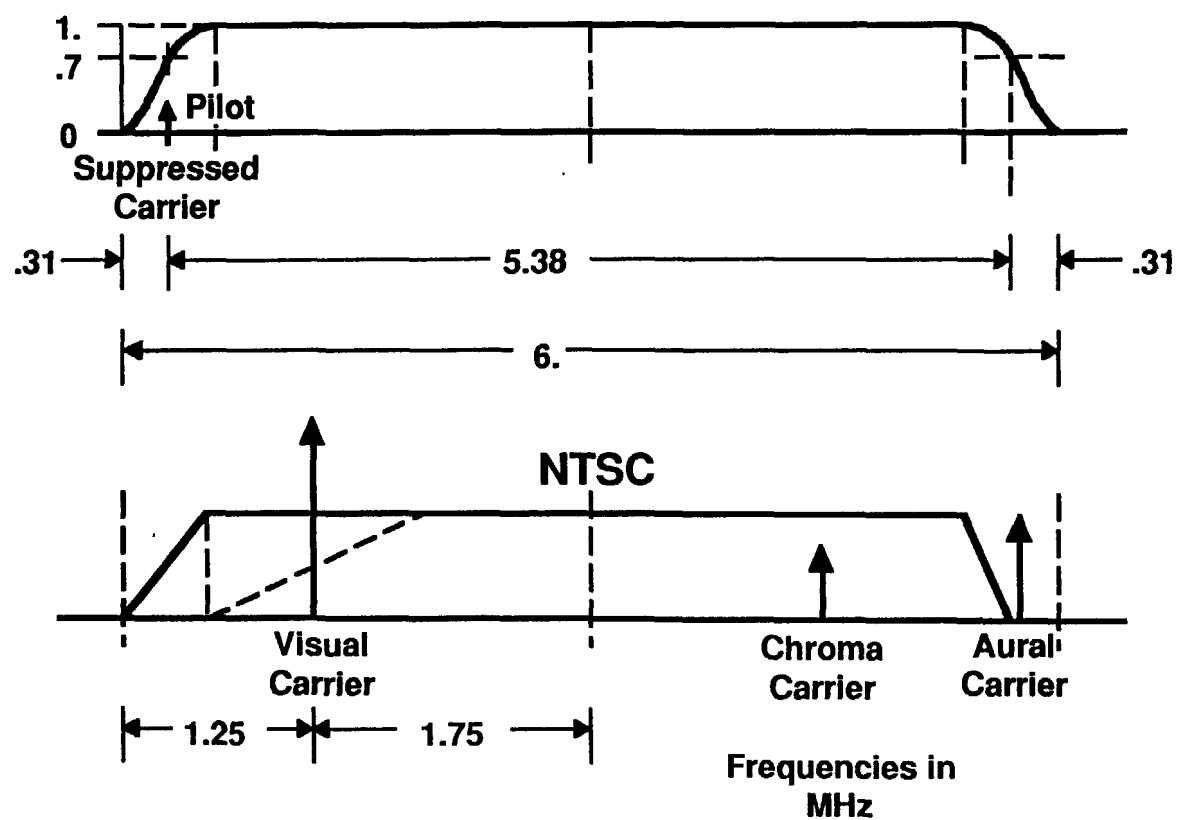 1.
.7
Pilot
0
Suppressed
Carrier
.31
5.38
.31
6.
NTSC
Visual
Carrier
Chroma
Carrier
Aural
Carrier
1.25
1.75
Frequencies in
MHz